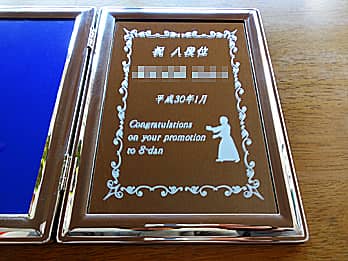 祝 八段位
平成30年1月
Congratulations
on your promotion
to 8-dan